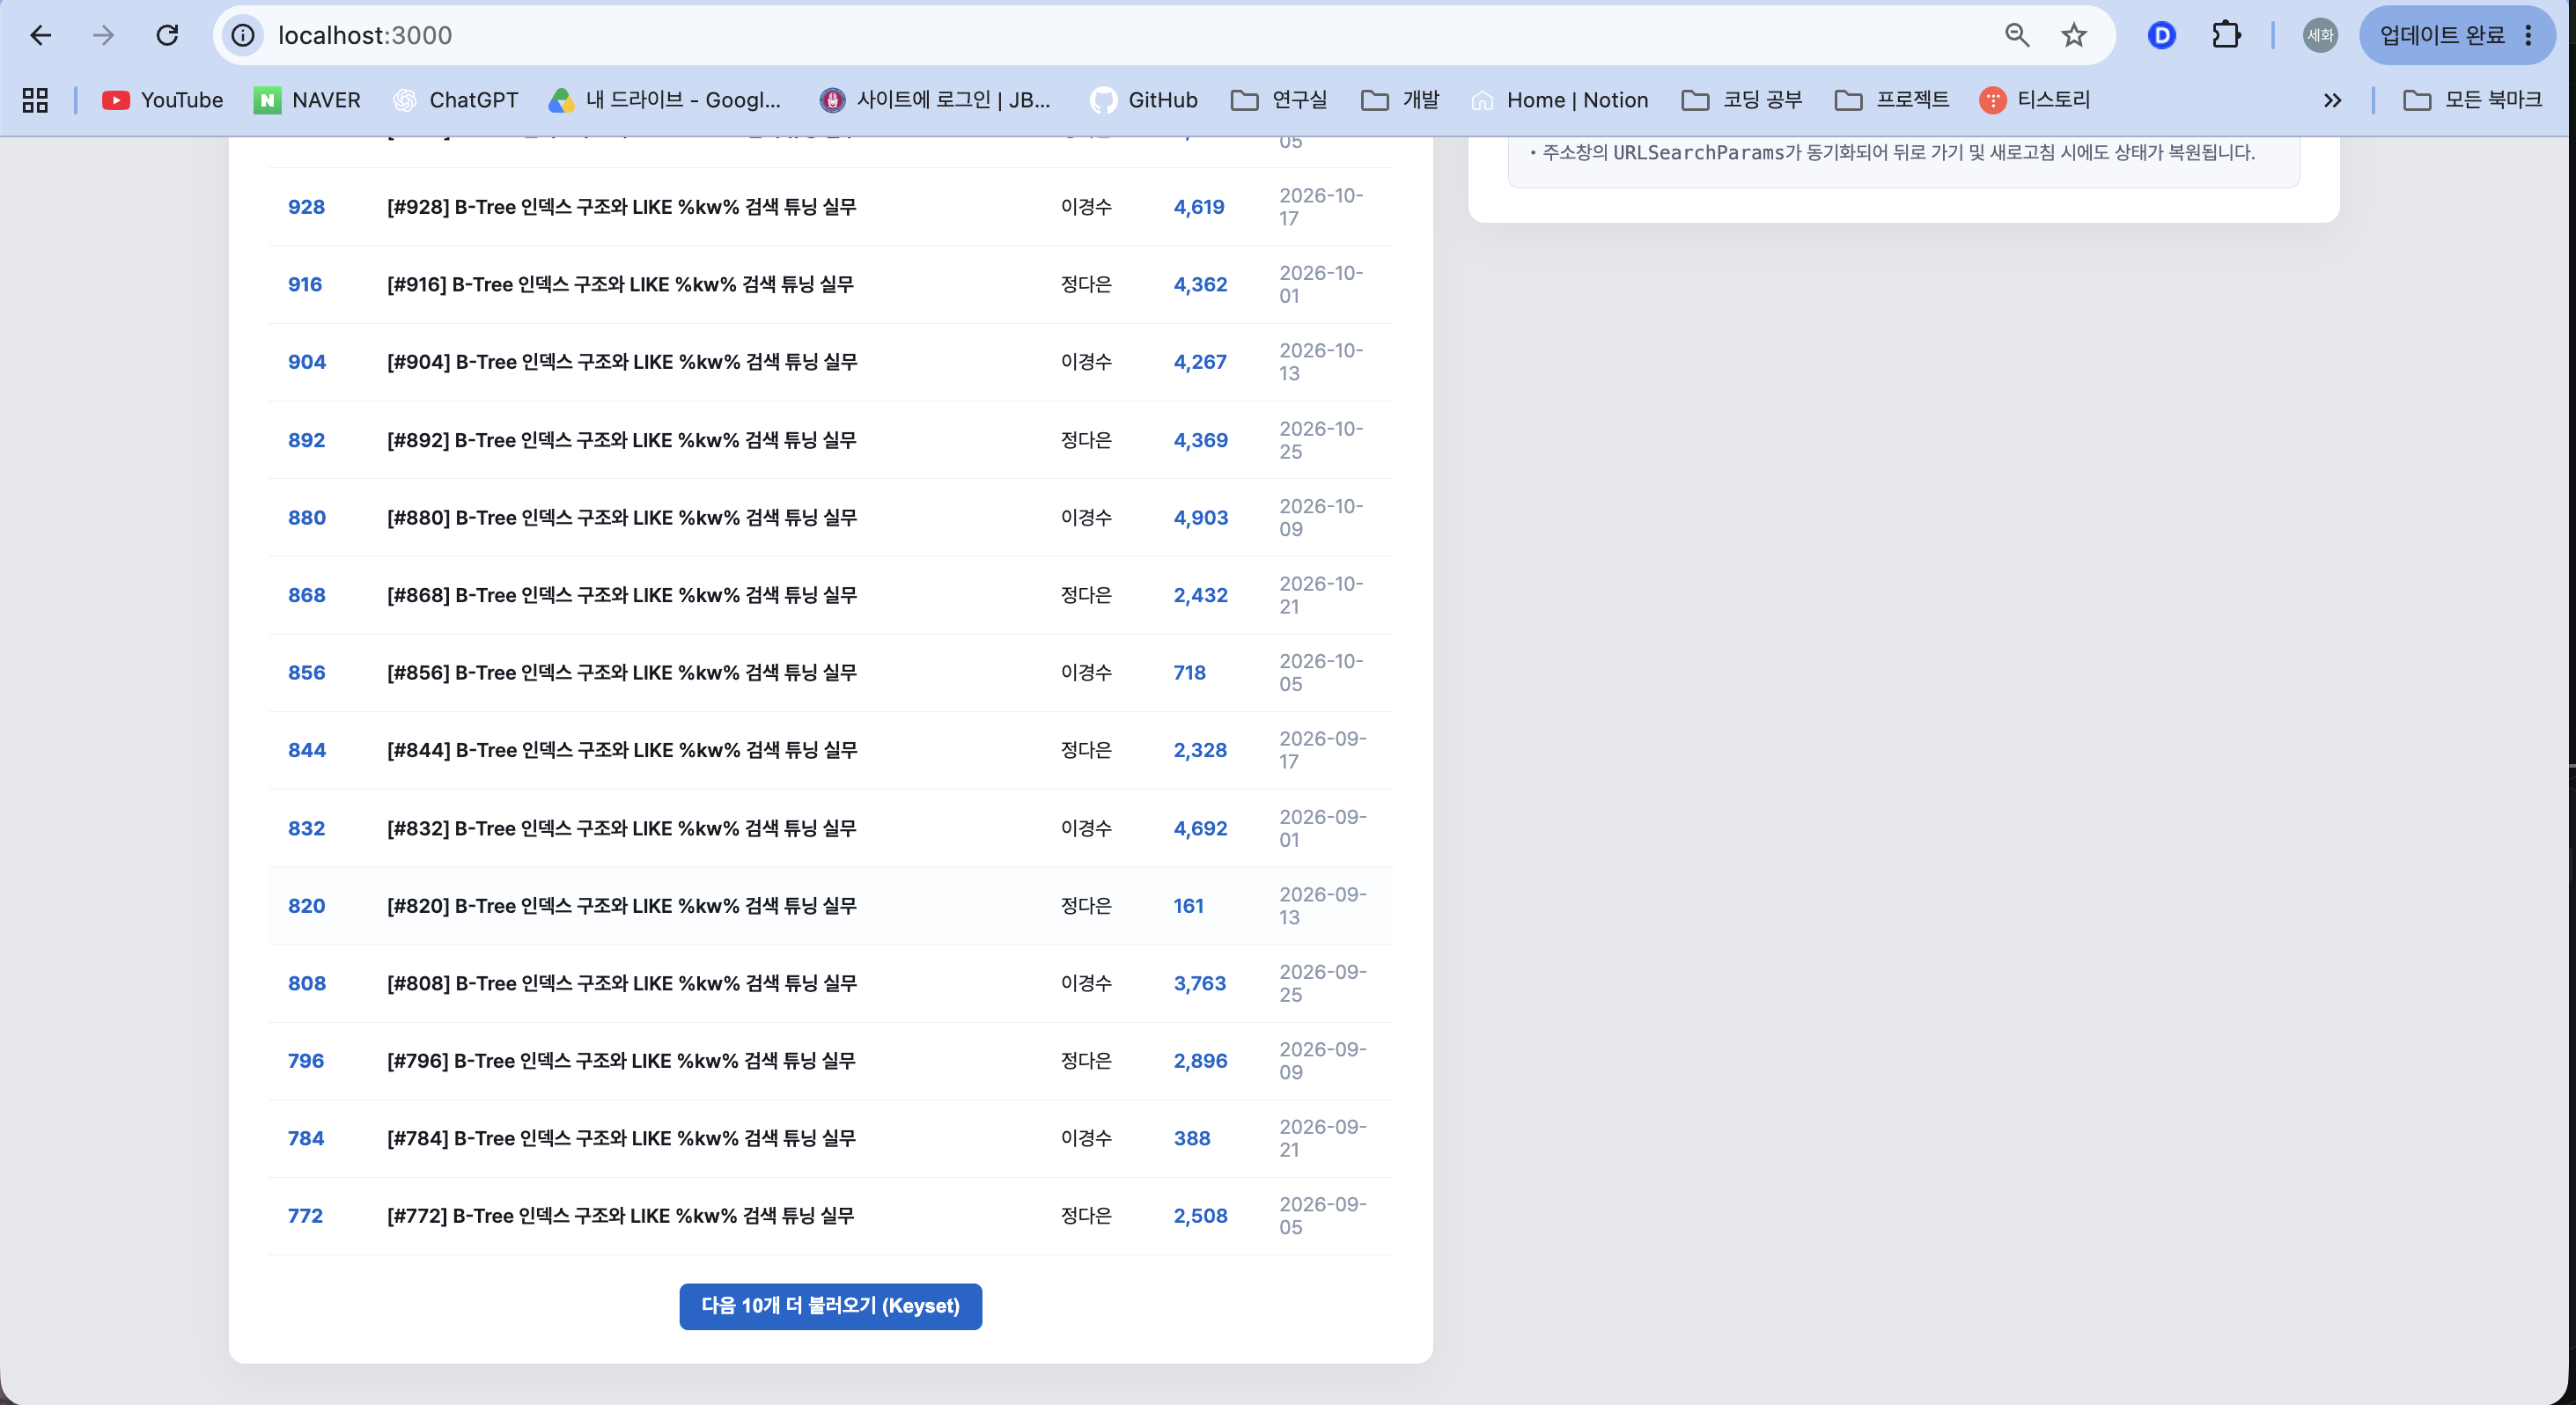 localhost:3000
세화
업데이트 완료
YouTube
NAVER
ChatGPT
내 드라이브 - Googl...
사이트에 로그인 | JB...
GitHub
연구실
개발
Home | Notion
코딩 공부
프로젝트
티스토리
모든 북마크
05
928 [#928] B-Tree 인덱스 구조와 LIKE %kw% 검색 튜닝 실무 이경수 4,619 2026-10-
17
916 [#916] B-Tree 인덱스 구조와 LIKE %kw% 검색 튜닝 실무 정다은 4,362 2026-10-
01
904 [#904] B-Tree 인덱스 구조와 LIKE %kw% 검색 튜닝 실무 이경수 4,267 2026-10-
13
892 [#892] B-Tree 인덱스 구조와 LIKE %kw% 검색 튜닝 실무 정다은 4,369 2026-10-
25
880 [#880] B-Tree 인덱스 구조와 LIKE %kw% 검색 튜닝 실무 이경수 4,903 2026-10-
09
868 [#868] B-Tree 인덱스 구조와 LIKE %kw% 검색 튜닝 실무 정다은 2,432 2026-10-
21
856 [#856] B-Tree 인덱스 구조와 LIKE %kw% 검색 튜닝 실무 이경수 718 2026-10-
05
844 [#844] B-Tree 인덱스 구조와 LIKE %kw% 검색 튜닝 실무 정다은 2,328 2026-09-
17
832 [#832] B-Tree 인덱스 구조와 LIKE %kw% 검색 튜닝 실무 이경수 4,692 2026-09-
01
820 [#820] B-Tree 인덱스 구조와 LIKE %kw% 검색 튜닝 실무 정다은 161 2026-09-
13
808 [#808] B-Tree 인덱스 구조와 LIKE %kw% 검색 튜닝 실무 이경수 3,763 2026-09-
25
796 [#796] B-Tree 인덱스 구조와 LIKE %kw% 검색 튜닝 실무 정다은 2,896 2026-09-
09
784 [#784] B-Tree 인덱스 구조와 LIKE %kw% 검색 튜닝 실무 이경수 388 2026-09-
21
772 [#772] B-Tree 인덱스 구조와 LIKE %kw% 검색 튜닝 실무 정다은 2,508 2026-09-
05
다음 10개 더 불러오기 (Keyset)
• 주소창의 URLSearchParams가 동기화되어 뒤로 가기 및 새로고침 시에도 상태가 복원됩니다.